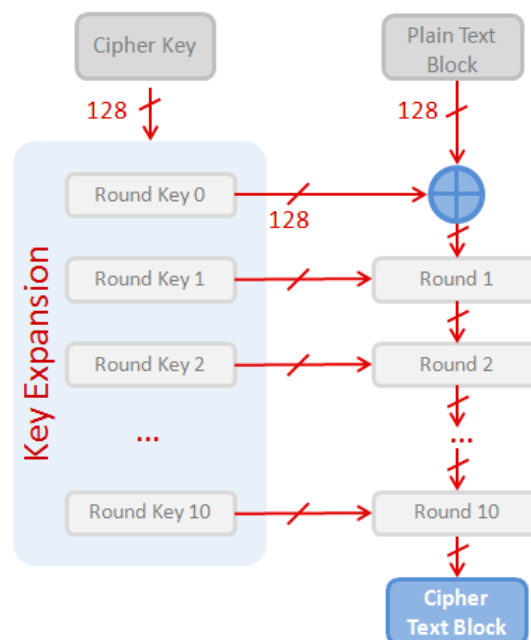 Cipher Key
Plain Text
Block
128
128
Key Expansion
Round Key 0
128
Round Key 1
Round 1
Round Key 2
Round 2
...
...
Round Key 10
Round 10
Cipher
Text Block